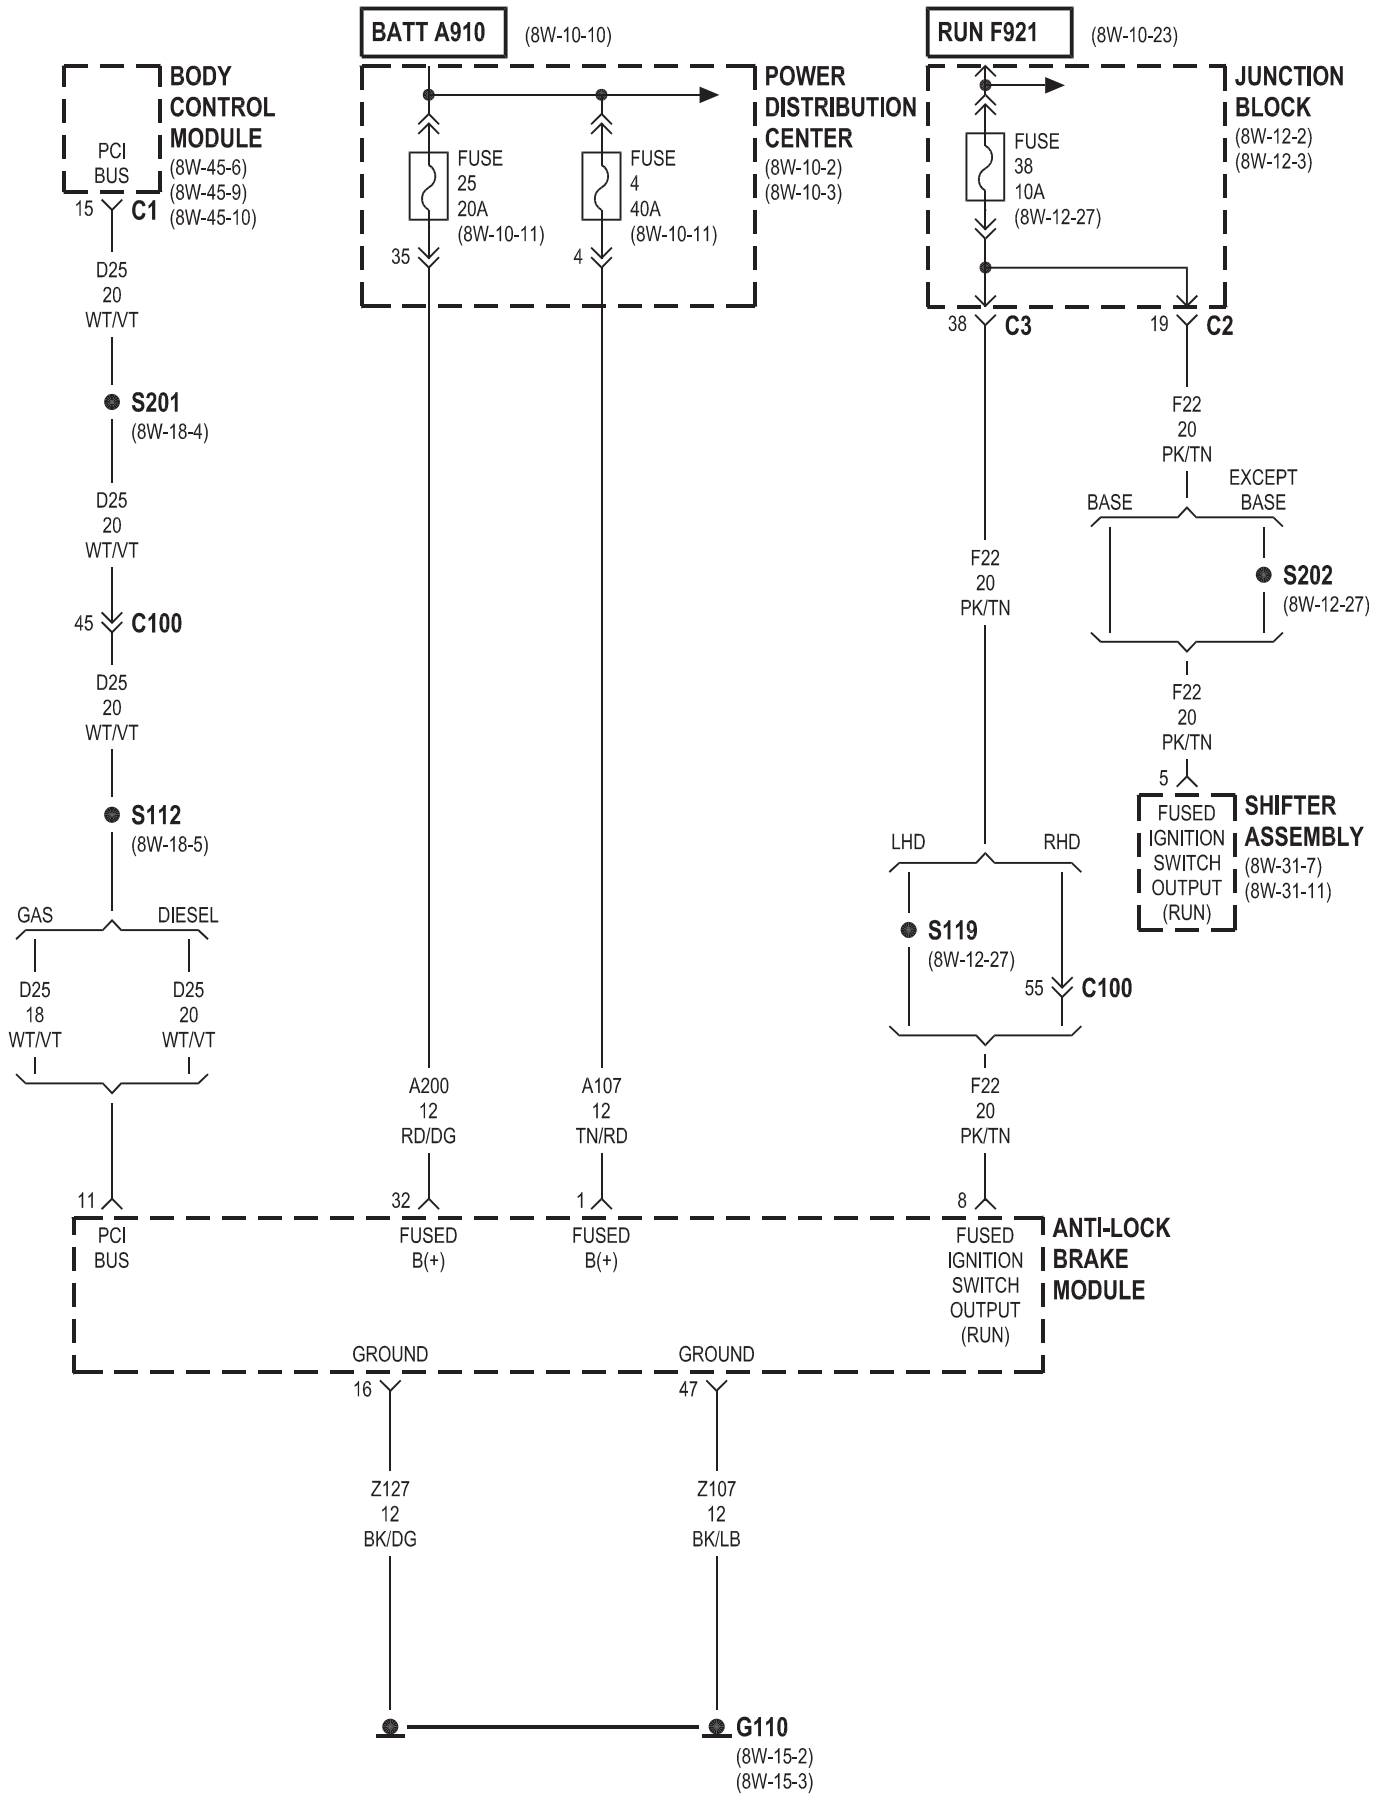 BATT A910
(8W-10-10)
RUN F921
(8W-10-23)
BODY
CONTROL
MODULE
(8W-45-6)
(8W-45-9)
(8W-45-10)
PCI
BUS
15
C1
D25
20
WT/VT
S201
(8W-18-4)
D25
20
WT/VT
45
C100
D25
20
WT/VT
S112
(8W-18-5)
GAS
DIESEL
D25
18
WT/VT
D25
20
WT/VT
POWER
DISTRIBUTION
CENTER
(8W-10-2)
(8W-10-3)
FUSE
25
20A
(8W-10-11)
35
FUSE
4
40A
(8W-10-11)
4
A200
12
RD/DG
A107
12
TN/RD
JUNCTION
BLOCK
(8W-12-2)
(8W-12-3)
FUSE
38
10A
(8W-12-27)
38
C3
19
C2
F22
20
PK/TN
BASE
EXCEPT
BASE
S202
(8W-12-27)
F22
20
PK/TN
F22
20
PK/TN
5
FUSED
IGNITION
SWITCH
OUTPUT
(RUN)
SHIFTER
ASSEMBLY
(8W-31-7)
(8W-31-11)
LHD
RHD
S119
(8W-12-27)
55
C100
F22
20
PK/TN
11
32
1
8
PCI
BUS
FUSED
B(+)
FUSED
B(+)
FUSED
IGNITION
SWITCH
OUTPUT
(RUN)
ANTI-LOCK
BRAKE
MODULE
GROUND
GROUND
16
47
Z127
12
BK/DG
Z107
12
BK/LB
G110
(8W-15-2)
(8W-15-3)